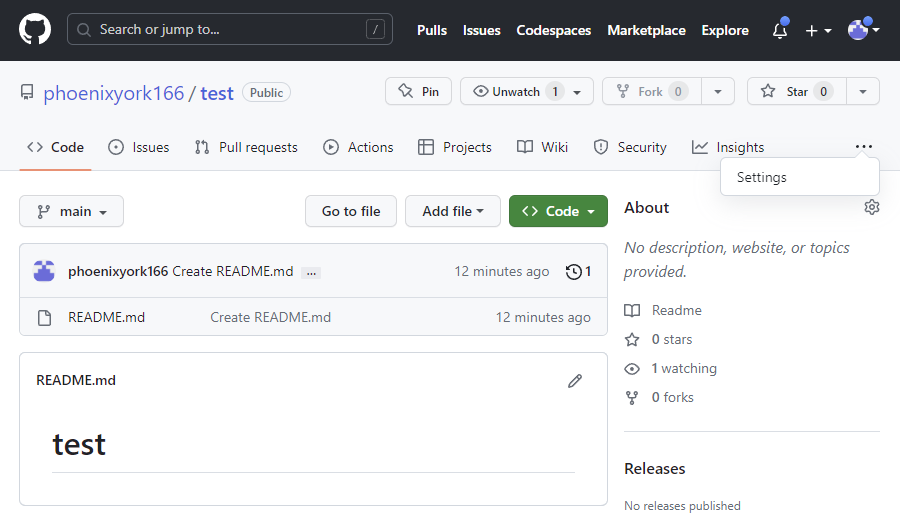 Search or jump to... /
Pulls Issues Codespaces Marketplace Explore
phoenixyork166 / test Public
Pin Unwatch 1 Fork 0 Star 0
Code Issues Pull requests Actions Projects Wiki Security Insights ...
Settings
main Go to file Add file Code
About
No description, website, or topics
provided.
phoenixyork166 Create README.md ... 12 minutes ago 1
README.md Create README.md 12 minutes ago
Readme
0 stars
1 watching
0 forks
README.md
test
Releases
No releases published